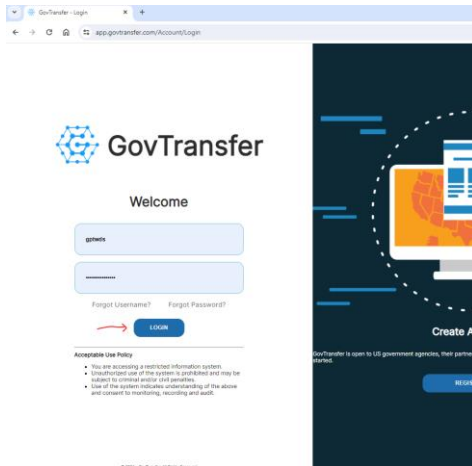 GovTransfer - Login
app.govtransfer.com/Account/Login
GovTransfer
Welcome
Forgot Username? Forgot Password?
LOGIN
Acceptable Use Policy
You are accessing a restricted information system.
Unauthorized use of the system is prohibited and may be
subject to criminal and/or civil penalties.
Use of the system indicates understanding of the above
and consent to monitoring, recording and audit.
Create A
GovTransfer is open to US government agencies, their partne
started.
REGIS